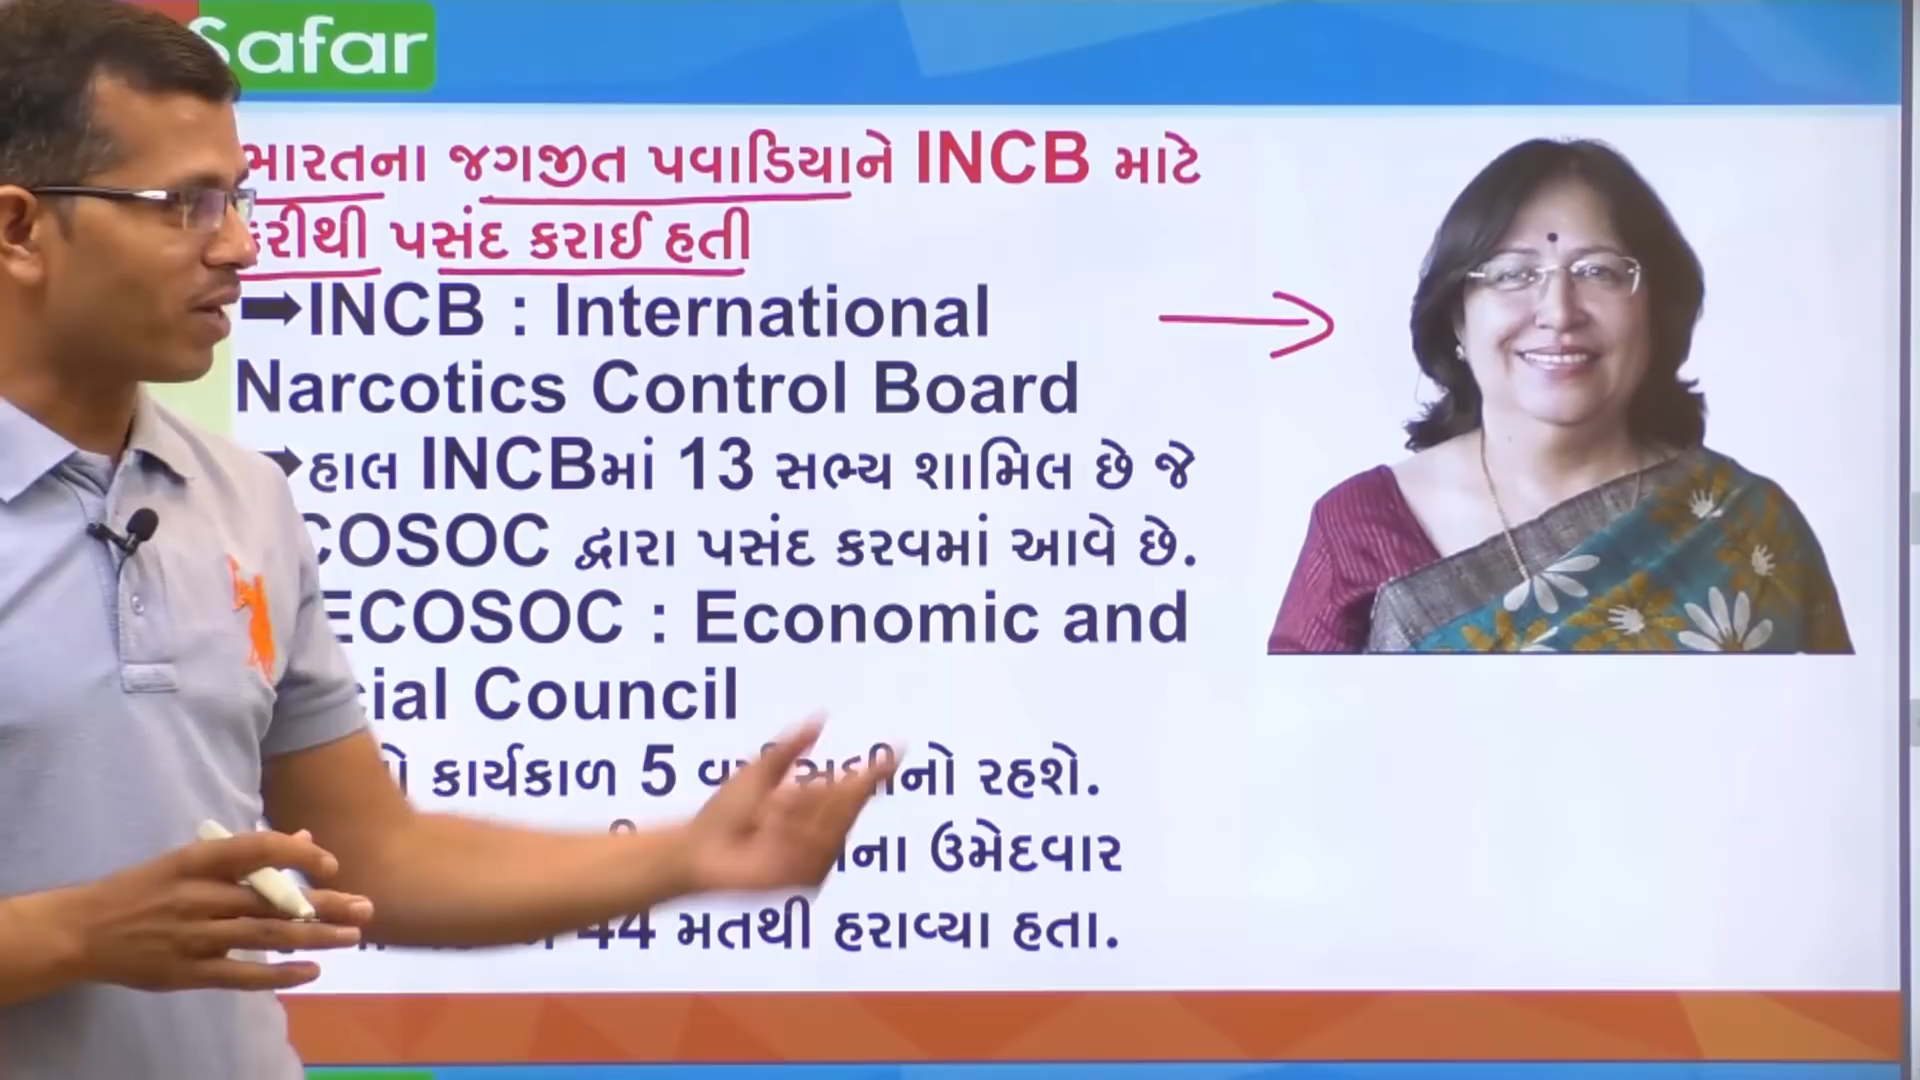 Safar
ભારતના જગજીત પવાડિયાને INCB માટે
ફરીથી પસંદ કરાઈ હતી
➡INCB : International
Narcotics Control Board
➡હાલ INCBમાં 13 સભ્ય શામિલ છે જે
COSOC દ્વારા પસંદ કરવમાં આવે છે.
ECOSOC : Economic and
cial Council
કાર્યકાળ 5 રહશે.
ઉમેદવાર
44 મતથી હરાવ્યા હતા.